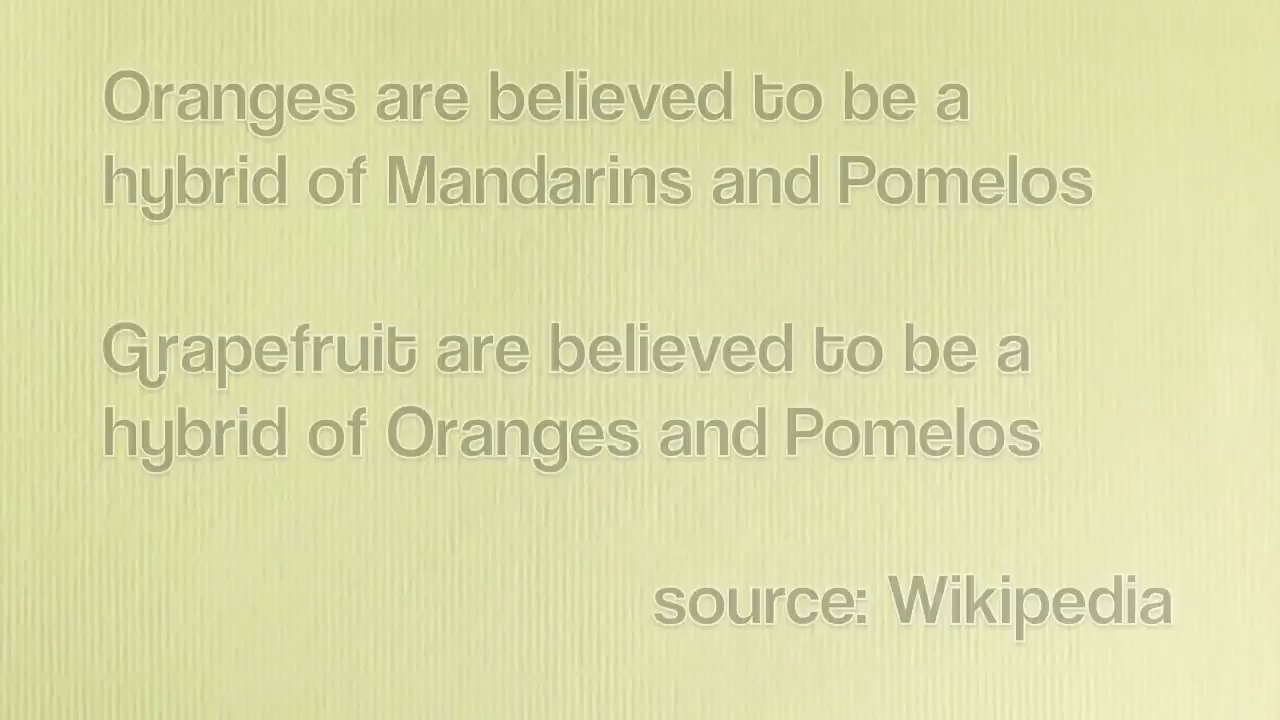 Oranges are believed to be a
hybrid of Mandarins and Pomelos
Grapefruit are believed to be a
hybrid of Oranges and Pomelos
source: Wikipedia